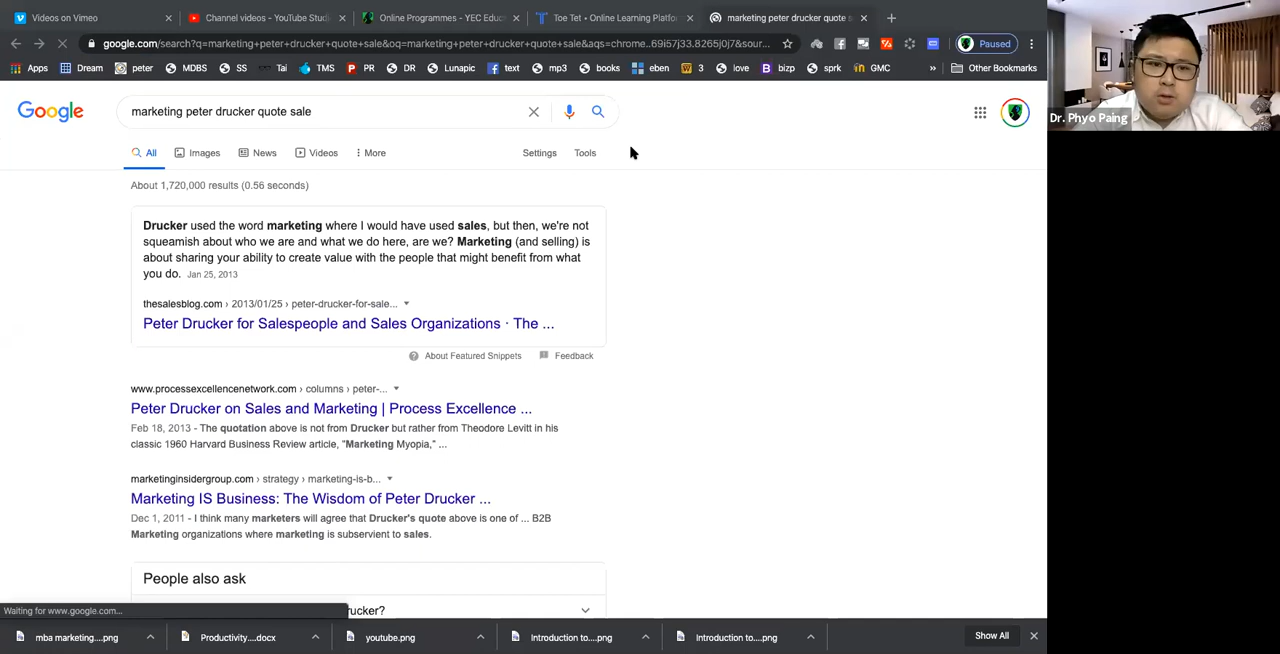 Videos on Vimeo
Channel videos - YouTube Studi
Online Programmes - YEC Educ
Toe Tet • Online Learning Platfo
marketing peter drucker quote s
google.com/search?q=marketing+peter+drucker+quote+sale&oq=marketing+peter+drucker+quote+sale&aqs=chrome..69i57j33.8265j0j7&sour...
Paused
Apps
Dream
peter
MDBS
SS
Tai
TMS
PR
DR
Lunapic
text
mp3
books
eben
3
love
bizp
sprk
GMC
»
Other Bookmarks
Google
marketing peter drucker quote sale
All
Images
News
Videos
More
Settings
Tools
About 1,720,000 results (0.56 seconds)
Drucker used the word marketing where I would have used sales, but then, we're not
squeamish about who we are and what we do here, are we? Marketing (and selling) is
about sharing your ability to create value with the people that might benefit from what
you do. Jan 25, 2013
thesalesblog.com › 2013/01/25 › peter-drucker-for-sale...
Peter Drucker for Salespeople and Sales Organizations · The ...
About Featured Snippets
Feedback
www.processexcellencenetwork.com › columns › peter-...
Peter Drucker on Sales and Marketing | Process Excellence ...
Feb 18, 2013 - The quotation above is not from Drucker but rather from Theodore Levitt in his
classic 1960 Harvard Business Review article, "Marketing Myopia," ...
marketinginsidergroup.com › strategy › marketing-is-b...
Marketing IS Business: The Wisdom of Peter Drucker ...
Dec 1, 2011 - I think many marketers will agree that Drucker's quote above is one of ... B2B
Marketing organizations where marketing is subservient to sales.
People also ask
rucker?
Waiting for www.google.com...
mba marketing....png
Productivity....docx
youtube.png
Introduction to....png
Introduction to....png
Show All
Dr. Phyo Paing